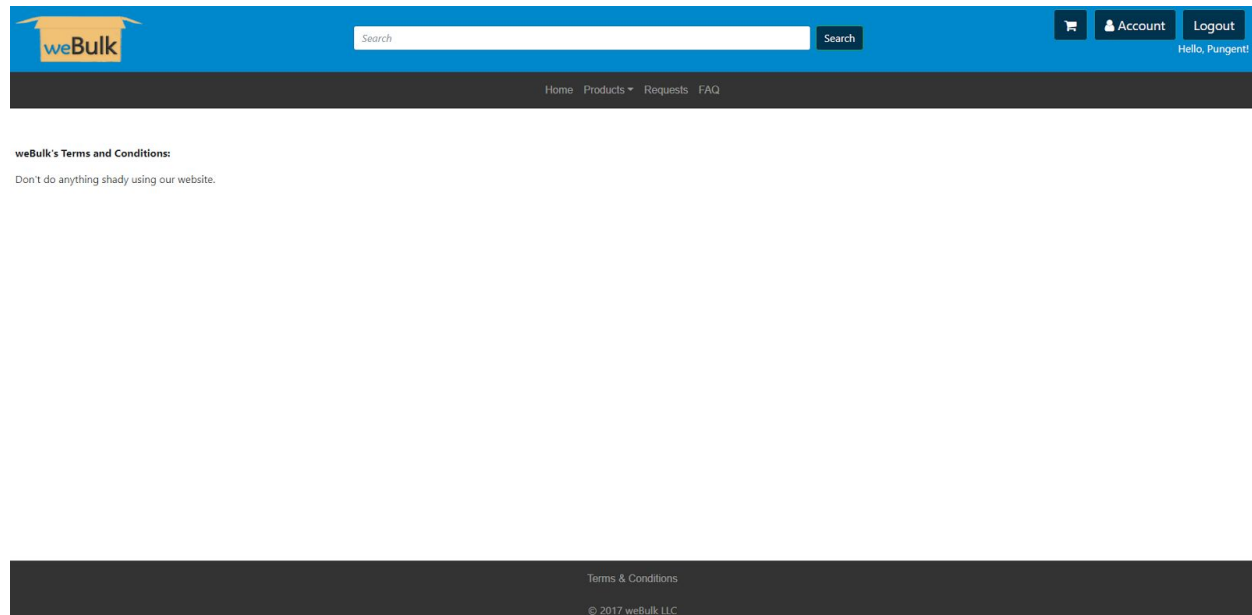 weBulk
Search
Search
Account
Logout
Hello, Pungent!
Home Products Requests FAQ
weBulk's Terms and Conditions:
Don't do anything shady using our website.
Terms & Conditions
© 2017 weBulk LLC